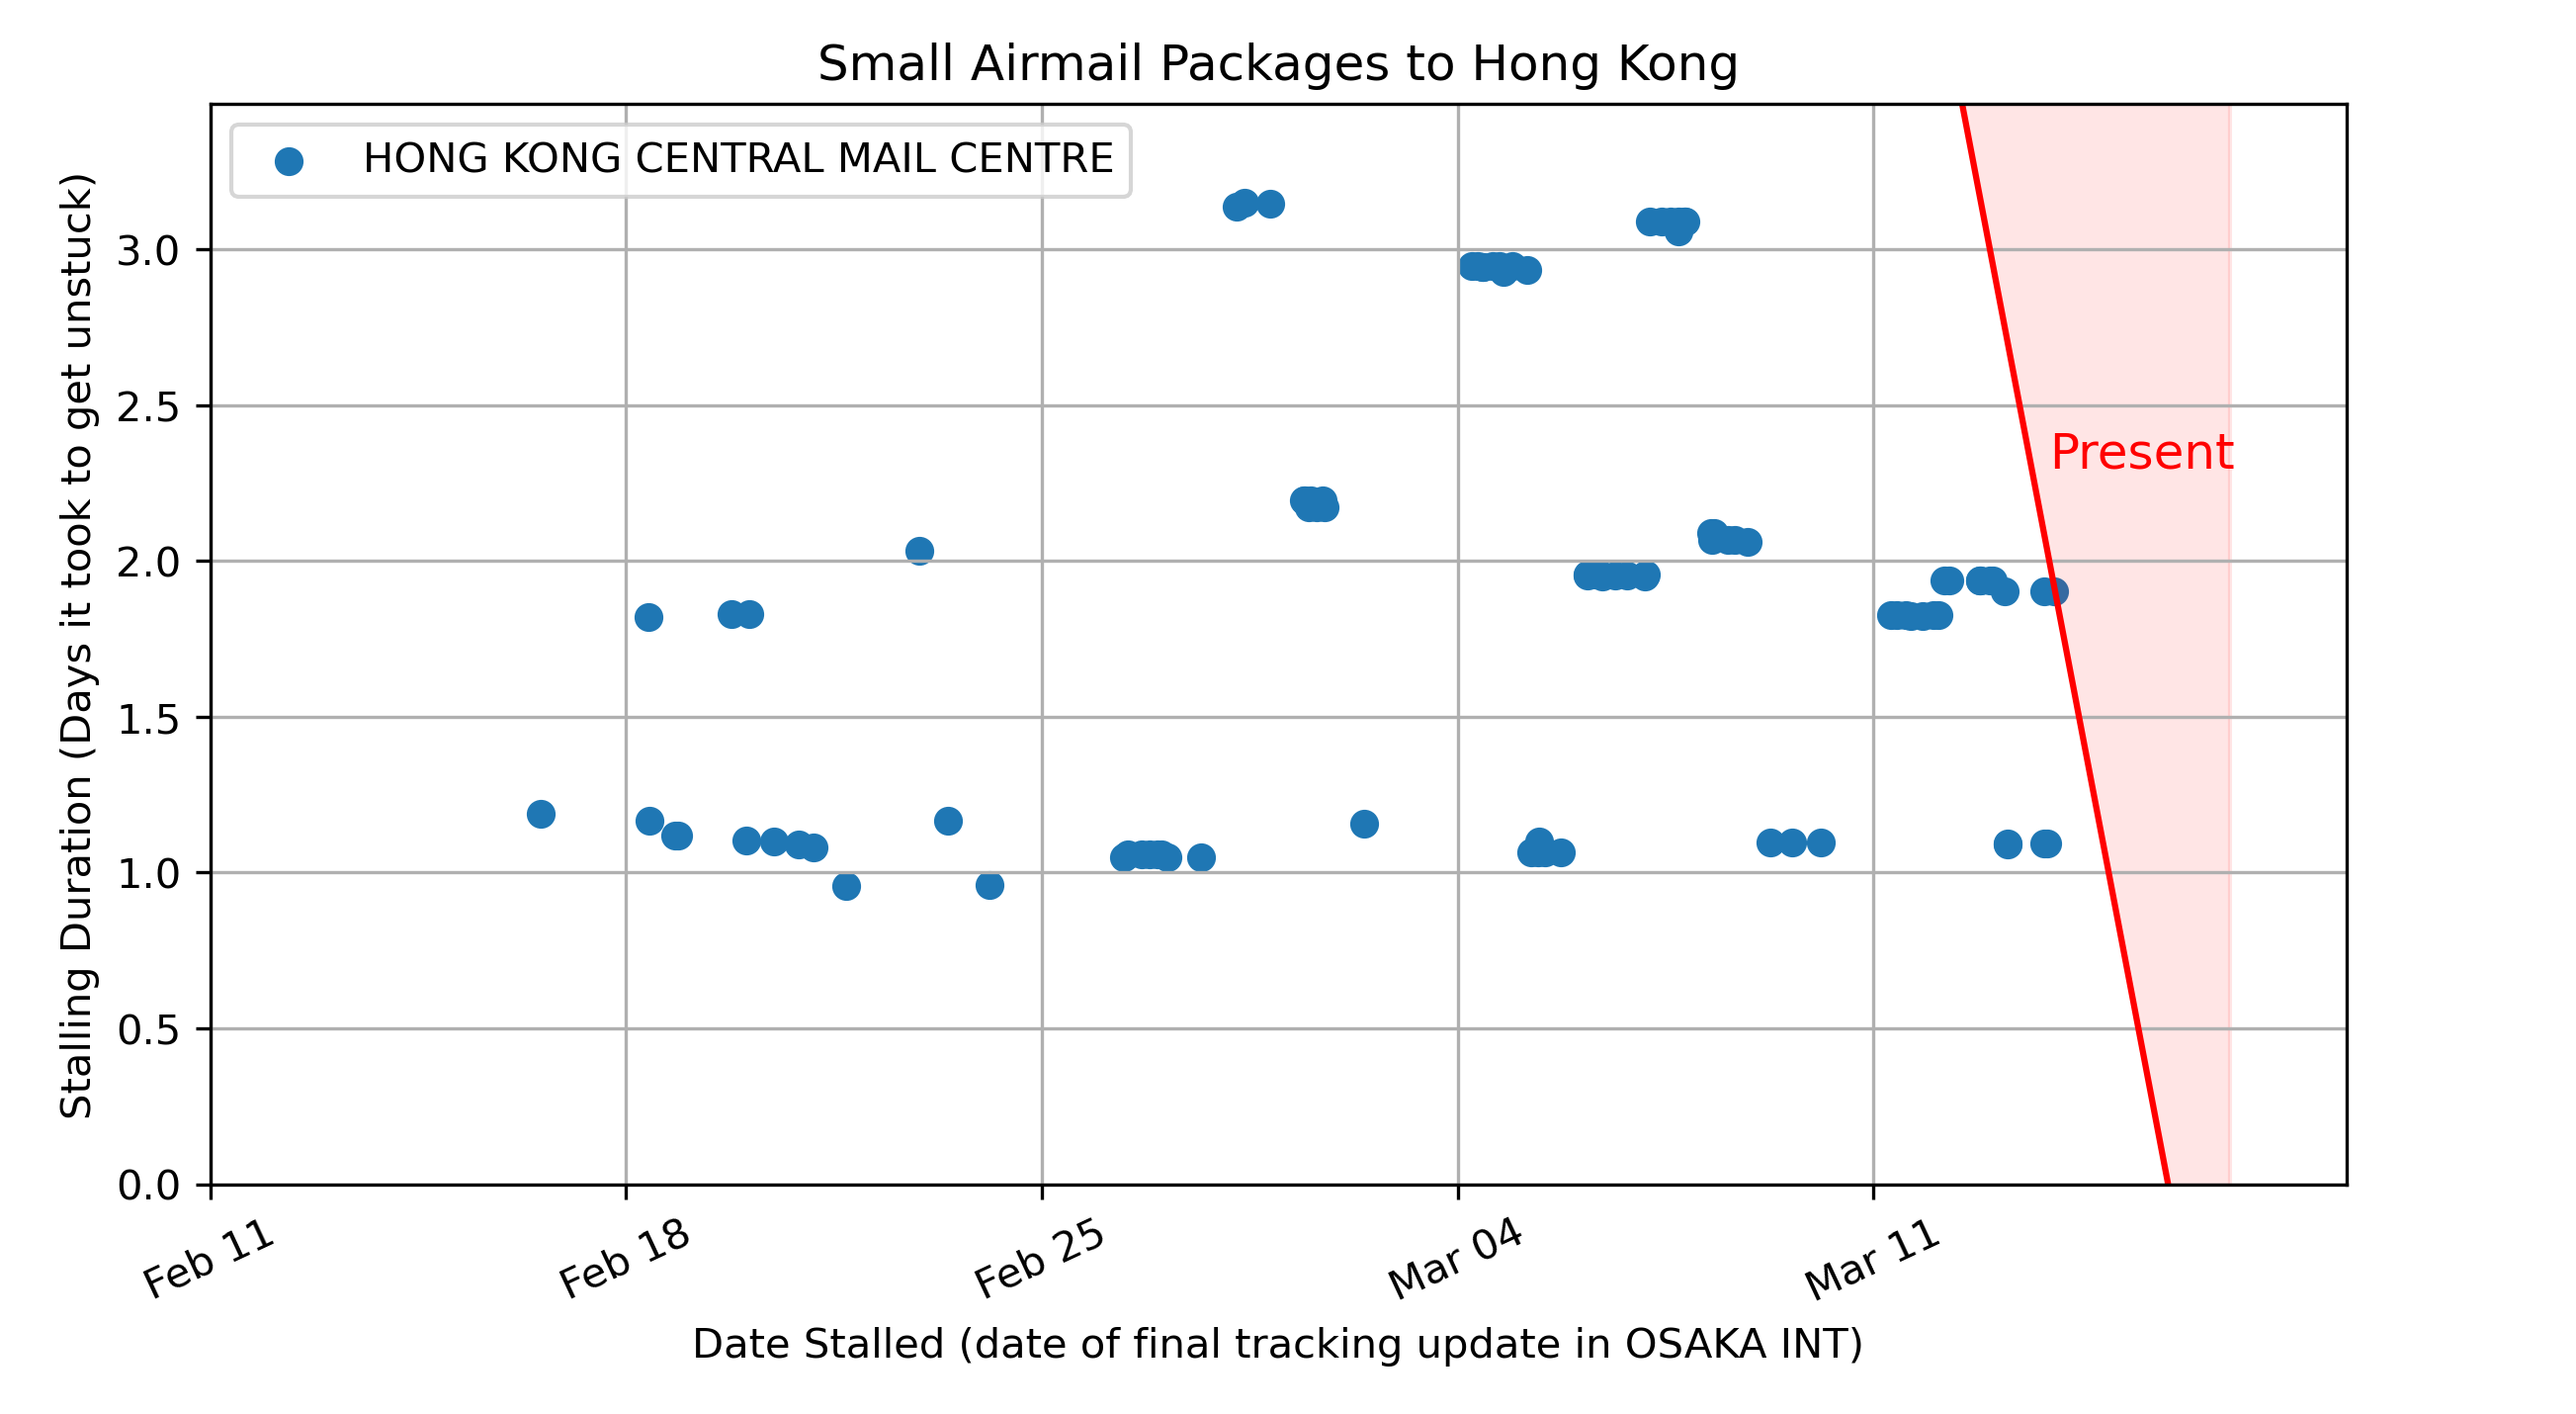 Small Airmail Packages to Hong Kong
HONG KONG CENTRAL MAIL CENTRE
Stalling Duration (Days it took to get unstuck)
3.0
2.5
2.0
1.5
1.0
0.5
0.0
Present
Feb 11
Feb 18
Feb 25
Mar 04
Mar 11
Date Stalled (date of final tracking update in OSAKA INT)